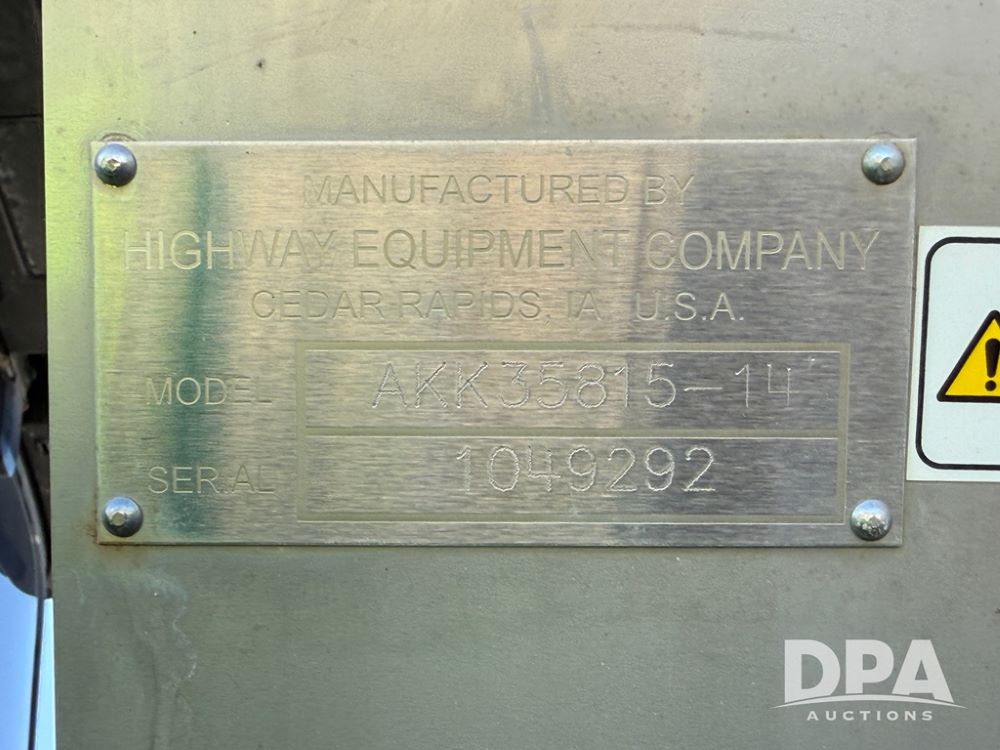 MANUFACTURED BY
HIGHWAY EQUIPMENT COMPANY
CEDAR RAPIDS, IA U.S.A.
MODEL AKK35815-14
SERIAL 1049292
DPA
AUCTIONS